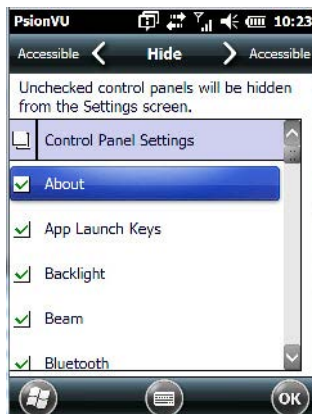 PsionVU 10:23
Accessible Hide Accessible
Unchecked control panels will be hidden
from the Settings screen.
Control Panel Settings
About
App Launch Keys
Backlight
Beam
Bluetooth
OK